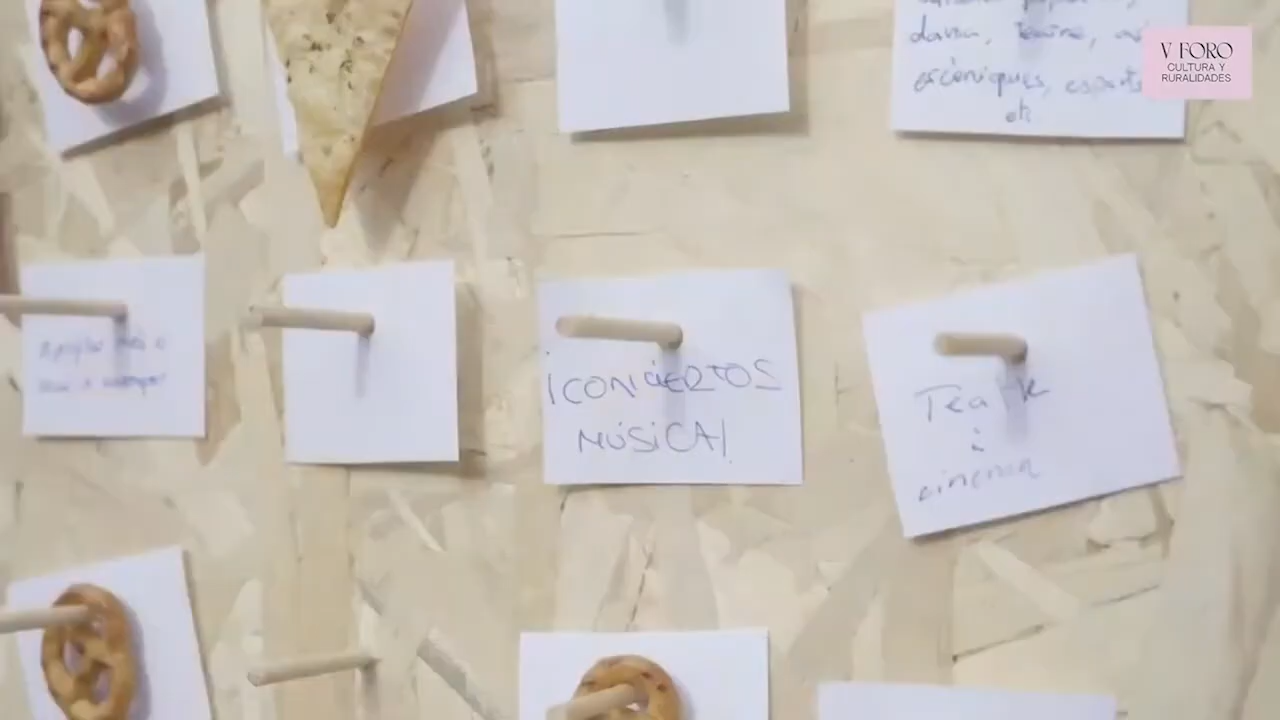 dansa, teatre,
escèniques, esports
etc
V FORO
CULTURA Y
RURALIDADES
¡CONCIERTOS
MÚSICA!
Teatre
i
cinema